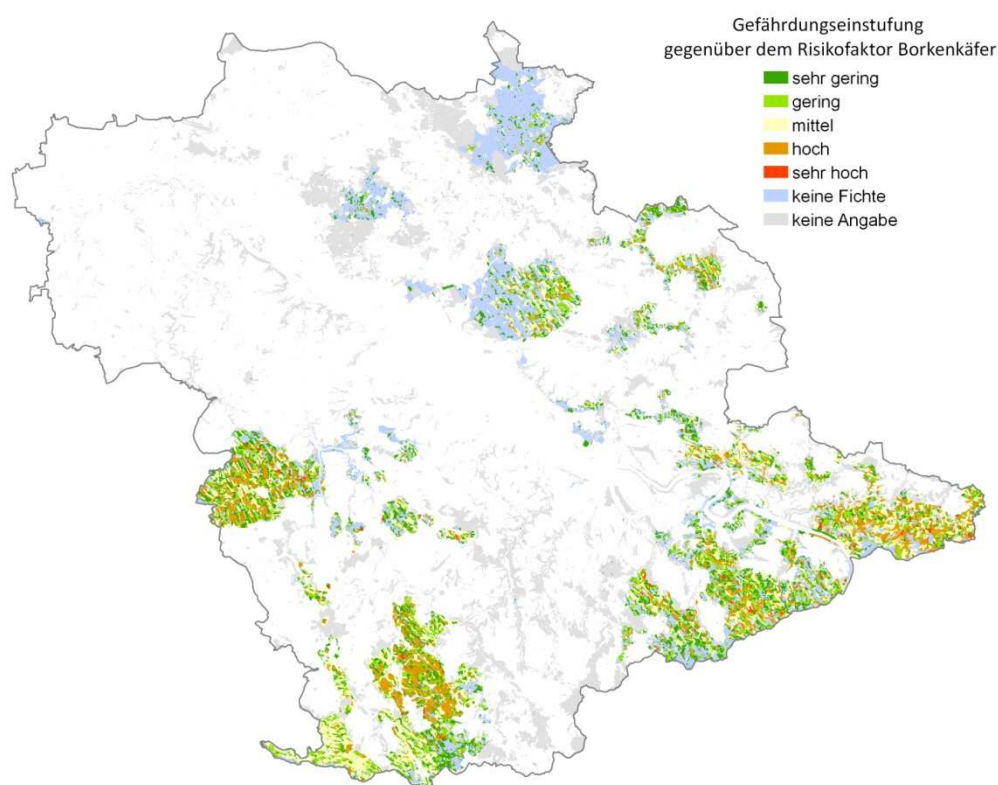 Gefährdungseinstufung
gegenüber dem Risikofaktor Borkenkäfer
sehr gering
gering
mittel
hoch
sehr hoch
keine Fichte
keine Angabe